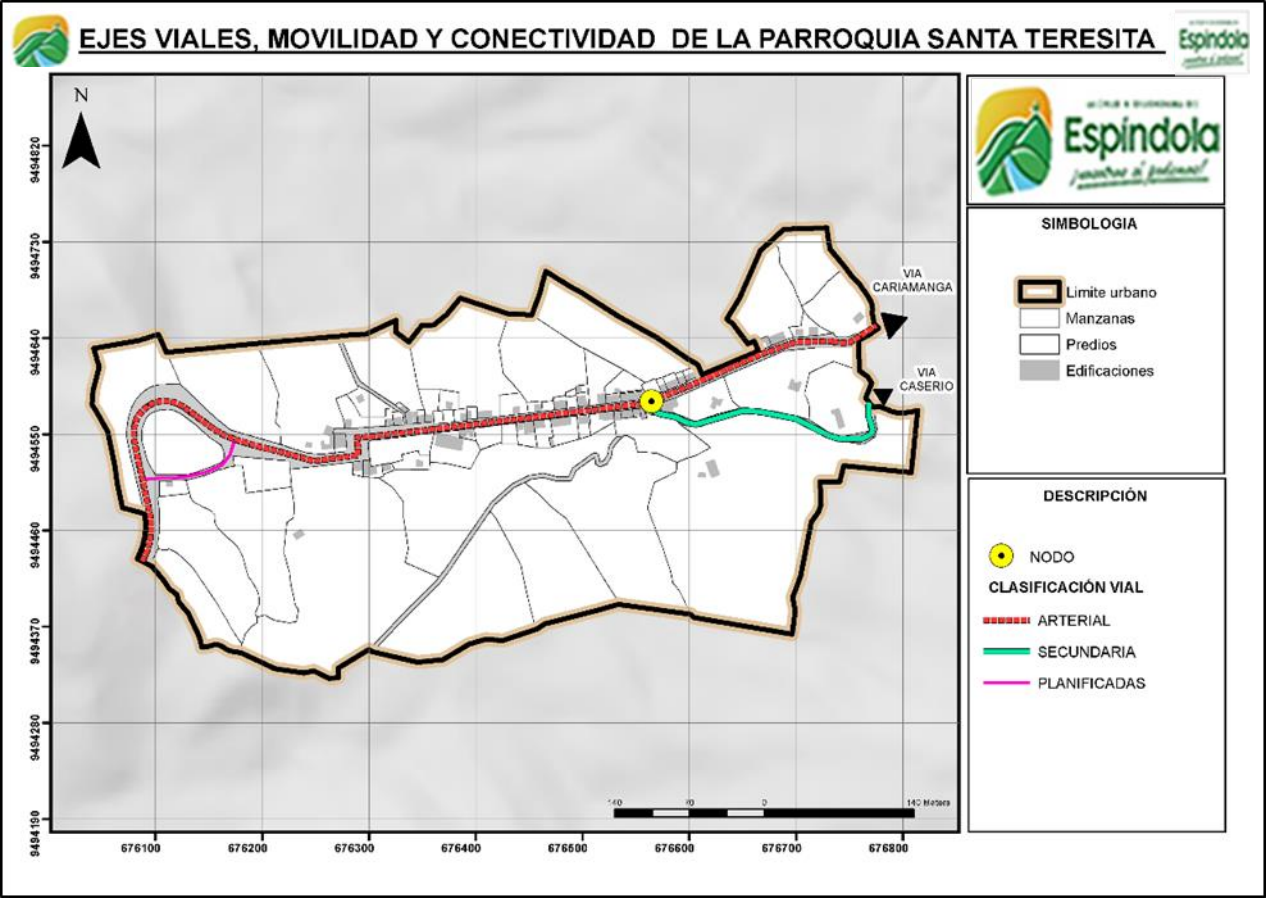 EJES VIALES, MOVILIDAD Y CONECTIVIDAD DE LA PARROQUIA SANTA TERESITA
Espíndola
N
9494820
9494730
9494640
9494550
9494460
9494370
9494280
9494190
VIA
CARIAMANGA
VIA
CASERIO
140 70 0 140 Meters
676100 676200 676300 676400 676500 676600 676700 676800
Espíndola
SIMBOLOGIA
Limite urbano
Manzanas
Predios
Edificaciones
DESCRIPCIÓN
NODO
CLASIFICACIÓN VIAL
ARTERIAL
SECUNDARIA
PLANIFICADAS